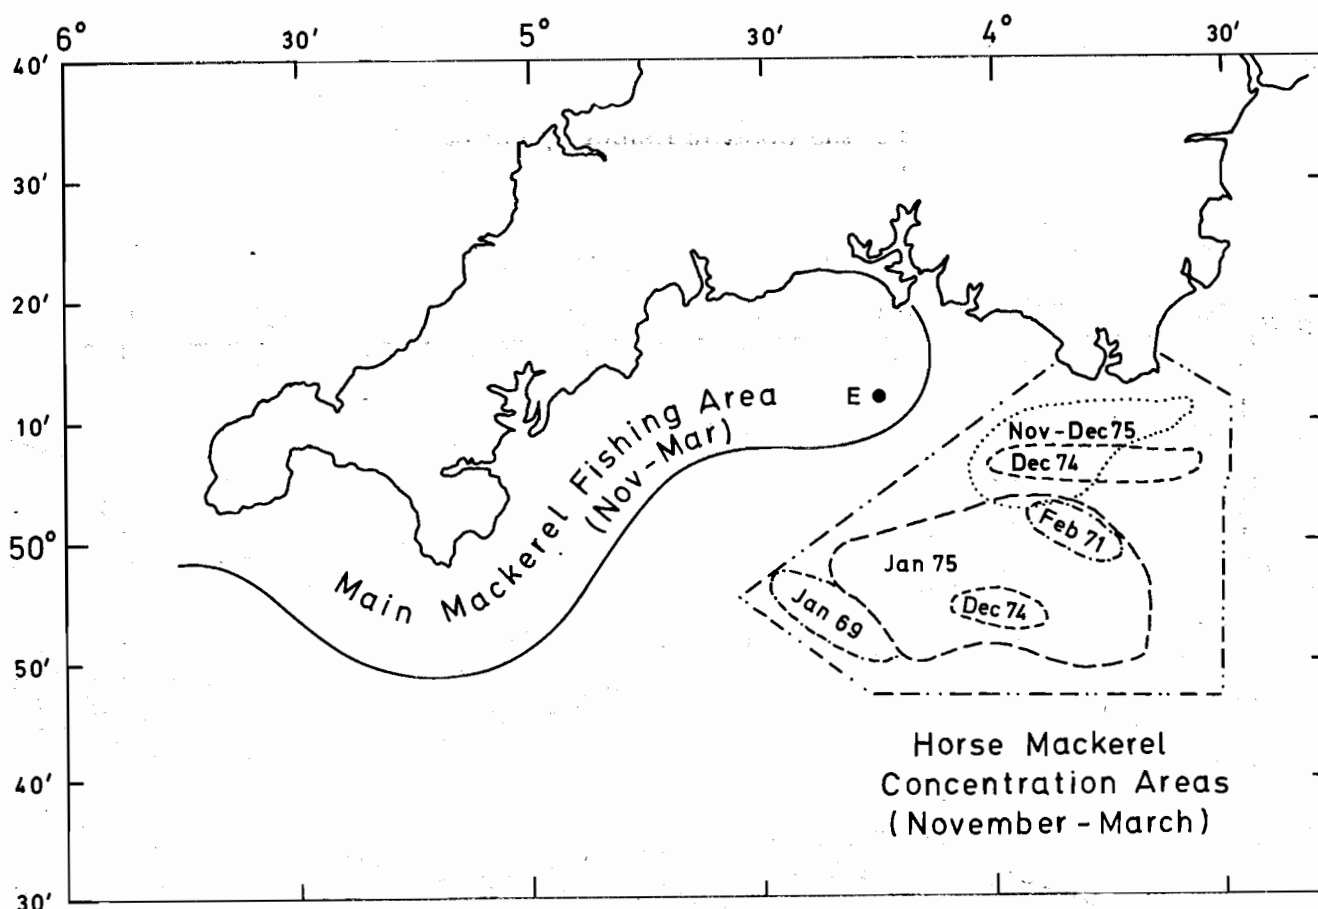 6° 30′ 5° 30′ 4° 30′
40′
30′
20′
10′
50°
50′
40′
30′
Main Mackerel Fishing Area
(Nov-Mar)
E
Nov-Dec 75
Dec 74
Feb 71
Jan 75
Dec 74
Jan 69
Horse Mackerel
Concentration Areas
(November - March)